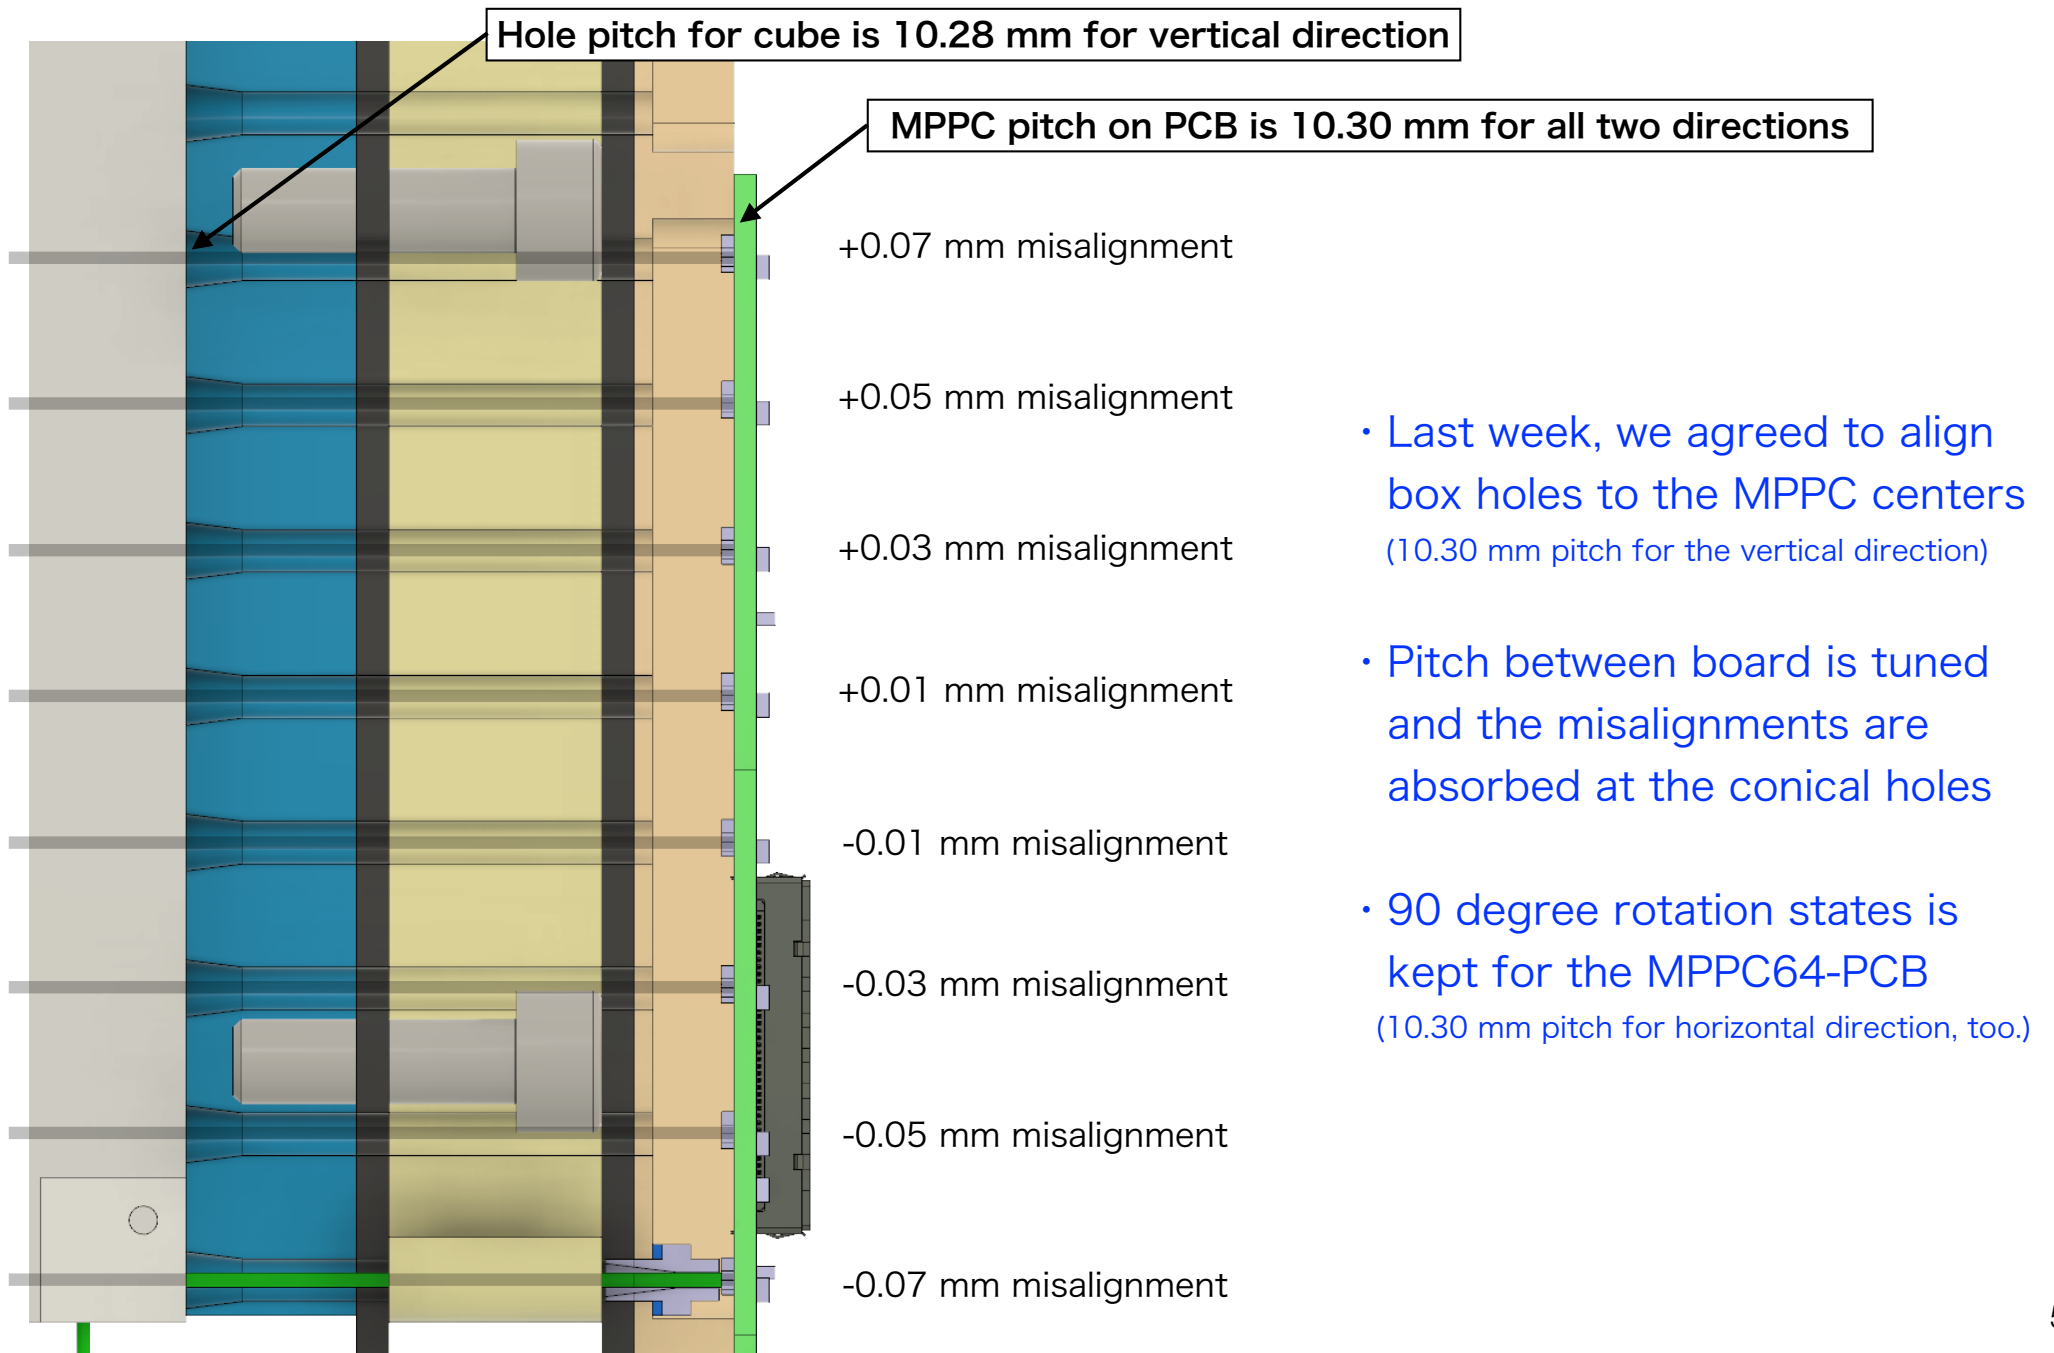 Hole pitch for cube is 10.28 mm for vertical direction
MPPC pitch on PCB is 10.30 mm for all two directions
+0.07 mm misalignment
+0.05 mm misalignment
+0.03 mm misalignment
+0.01 mm misalignment
-0.01 mm misalignment
-0.03 mm misalignment
-0.05 mm misalignment
-0.07 mm misalignment
・Last week, we agreed to align
box holes to the MPPC centers
(10.30 mm pitch for the vertical direction)
・Pitch between board is tuned
and the misalignments are
absorbed at the conical holes
・90 degree rotation states is
kept for the MPPC64-PCB
(10.30 mm pitch for horizontal direction, too.)